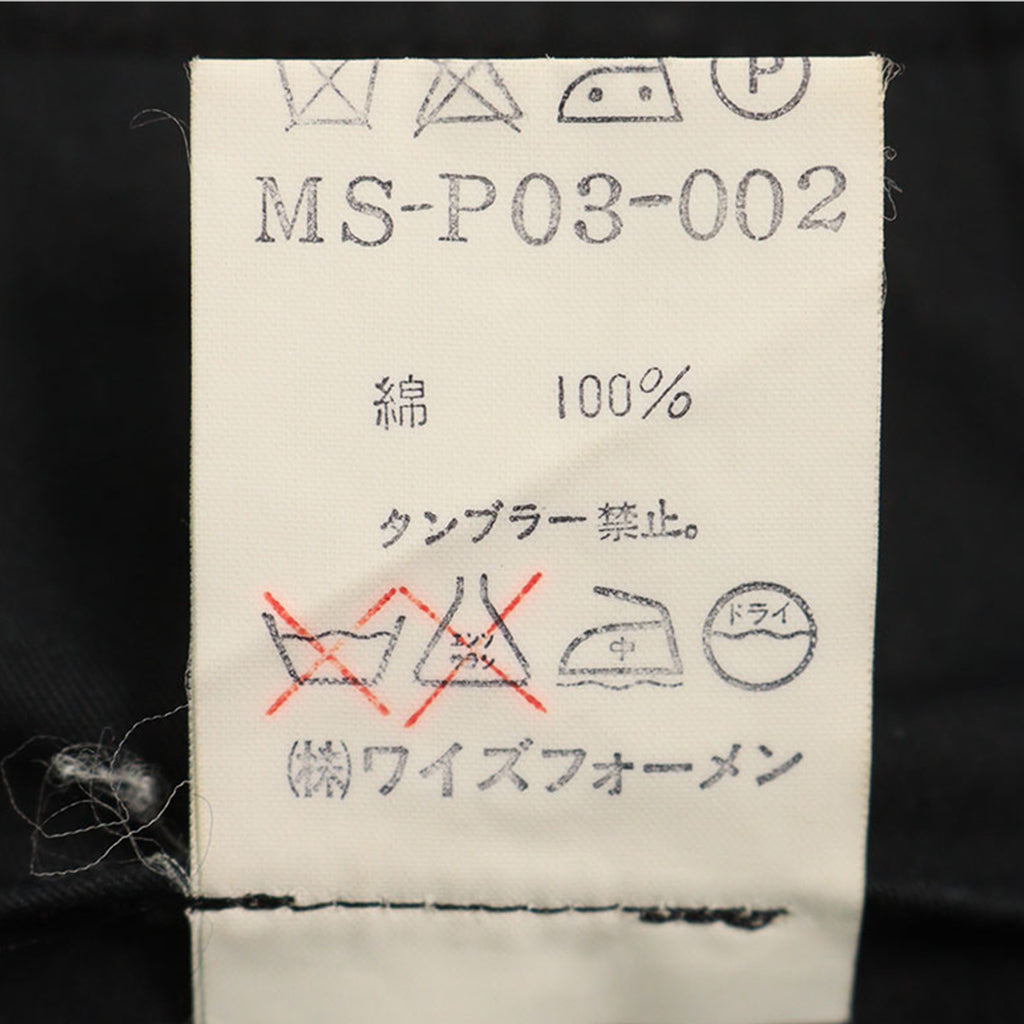 P
MS-P03-002
綿 100%
タンブラー禁止。
エンソ
サラシ
中
ドライ
(株)ワイズフォーメン